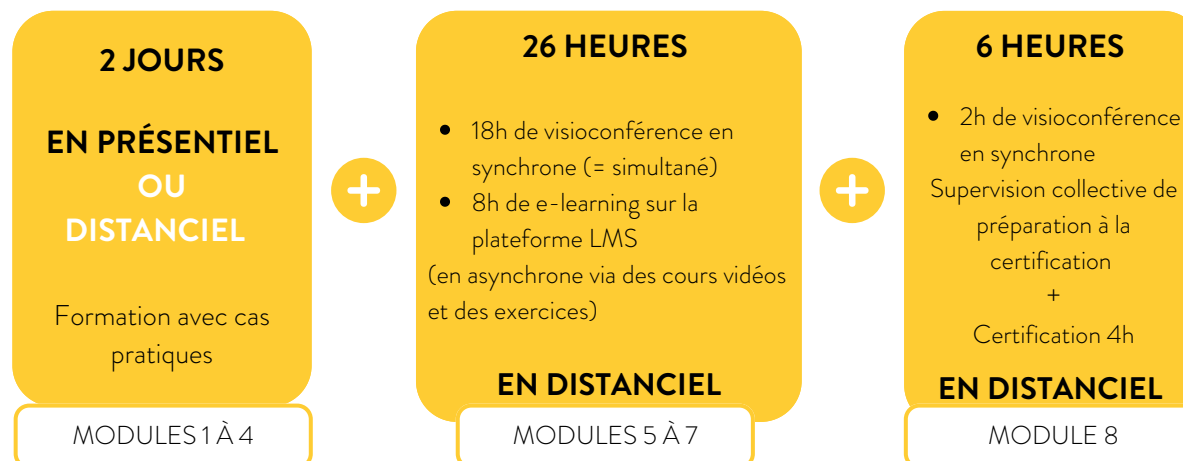 2 JOURS
EN PRÉSENTIEL
OU
DISTANCIEL
Formation avec cas
pratiques
MODULES 1 À 4
+
26 HEURES
• 18h de visioconférence en
synchrone (= simultané)
• 8h de e-learning sur la
plateforme LMS
(en asynchrone via des cours vidéos
et des exercices)
EN DISTANCIEL
MODULES 5 À 7
+
6 HEURES
• 2h de visioconférence
en synchrone
Supervision collective de
préparation à la
certification
+
Certification 4h
EN DISTANCIEL
MODULE 8